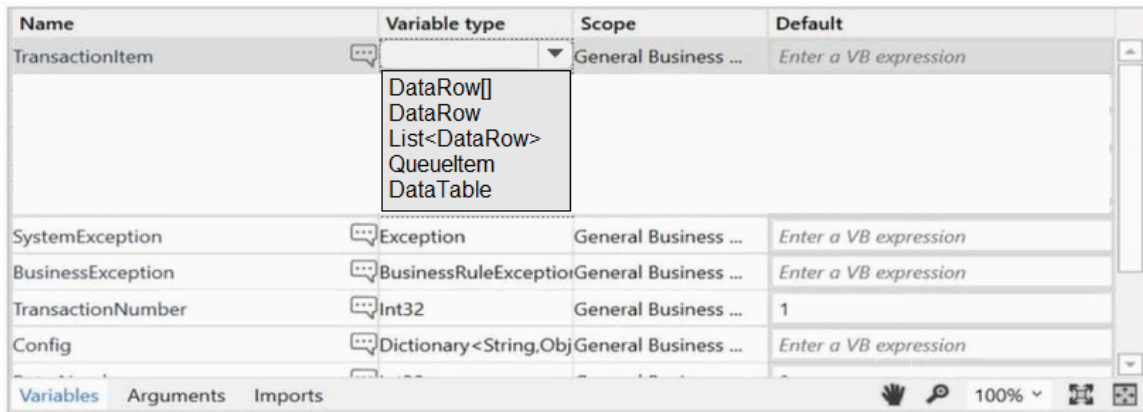 Name Variable type Scope Default
TransactionItem General Business ... Enter a VB expression
DataRow[]
DataRow
List<DataRow>
QueueItem
DataTable
SystemException Exception General Business ... Enter a VB expression
BusinessException BusinessRuleException General Business ... Enter a VB expression
TransactionNumber Int32 General Business ... 1
Config Dictionary<String,Obj General Business ... Enter a VB expression
Variables Arguments Imports 100%